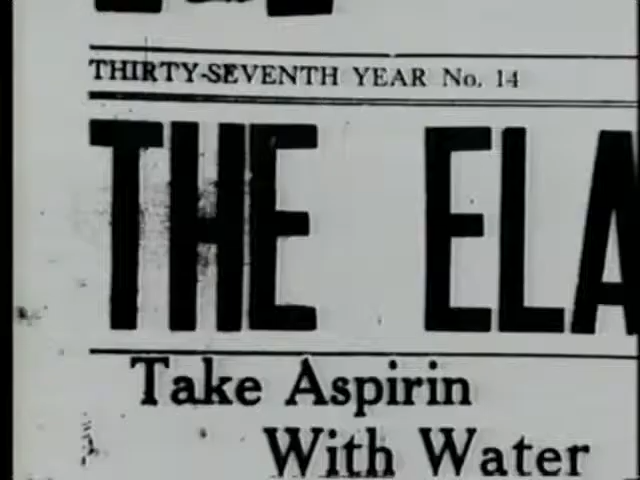 THIRTY-SEVENTH YEAR No. 14
THE ELA
Take Aspirin
With Water